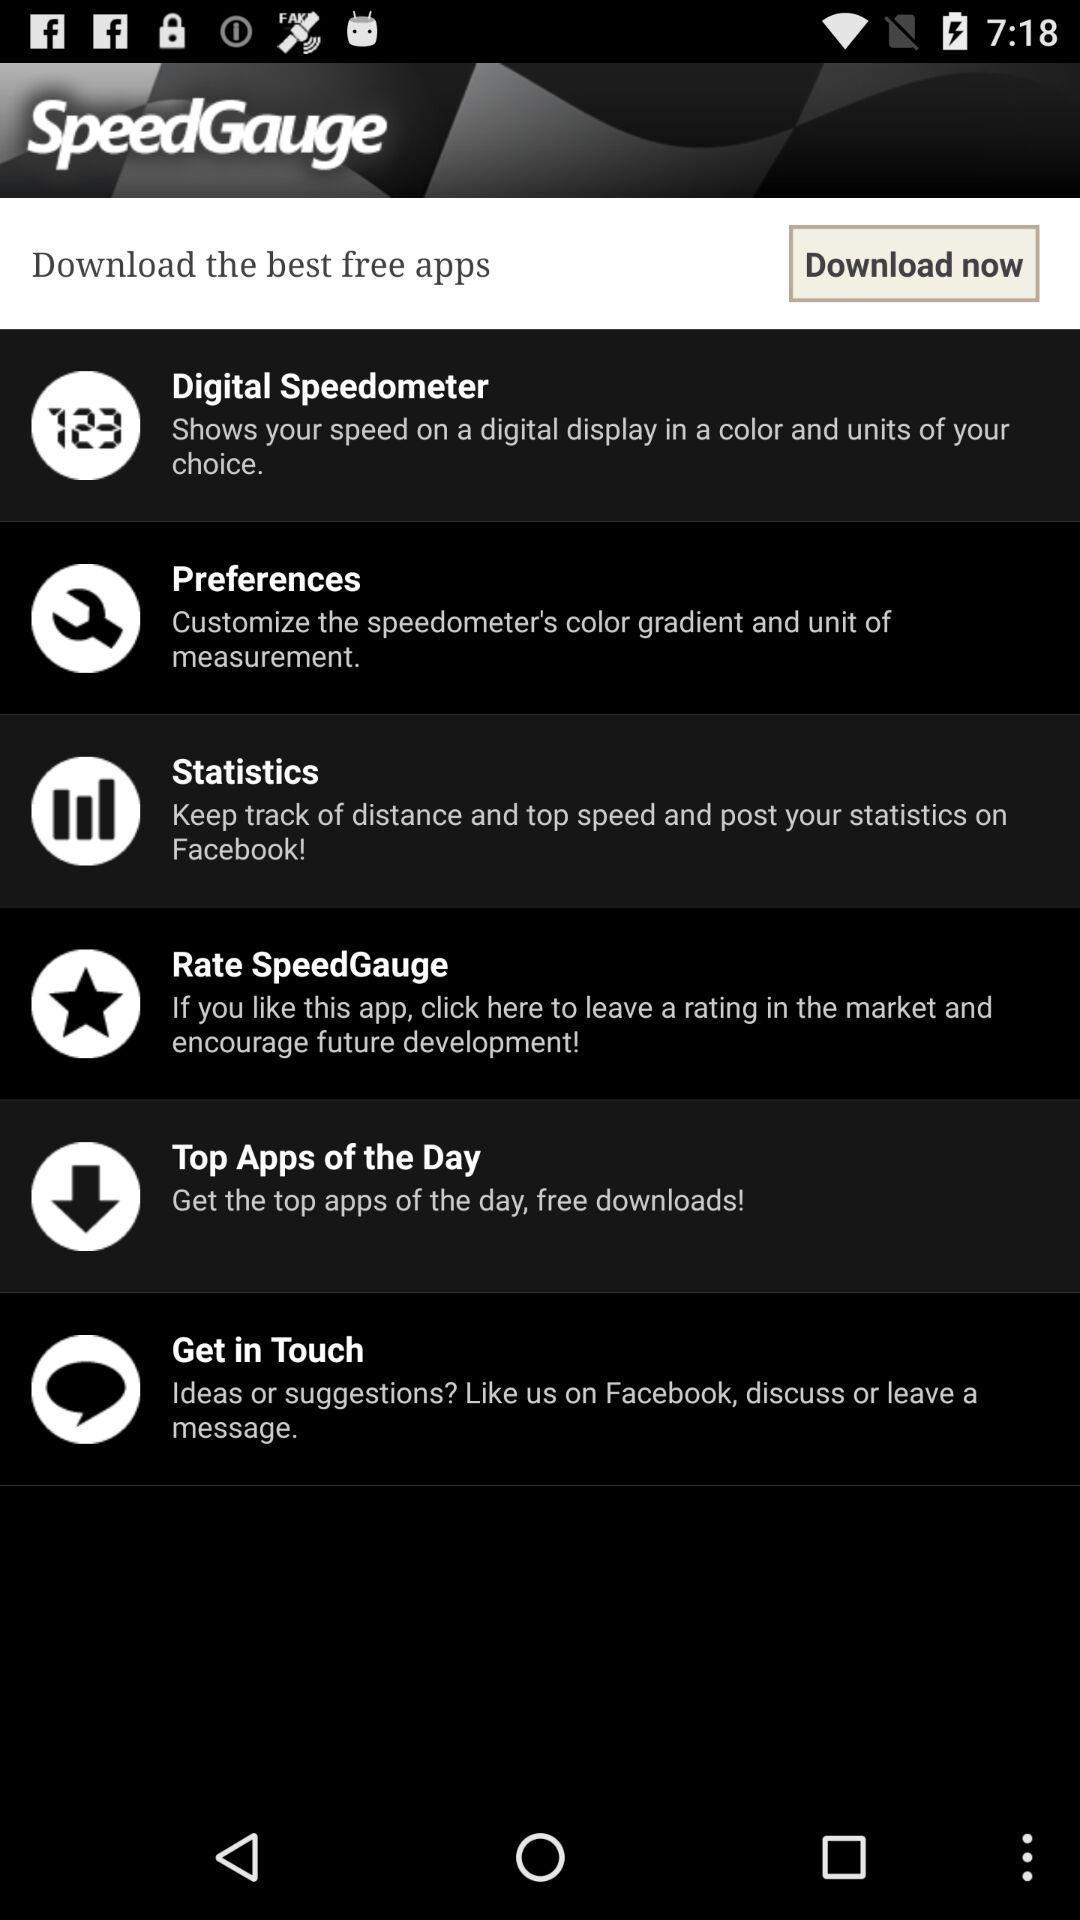 FAKE
7:18
SpeedGauge
Download the best free apps
Download now
123
Digital Speedometer
Shows your speed on a digital display in a color and units of your
choice.
Preferences
Customize the speedometer's color gradient and unit of
measurement.
Statistics
Keep track of distance and top speed and post your statistics on
Facebook!
Rate SpeedGauge
If you like this app, click here to leave a rating in the market and
encourage future development!
Top Apps of the Day
Get the top apps of the day, free downloads!
Get in Touch
Ideas or suggestions? Like us on Facebook, discuss or leave a
message.